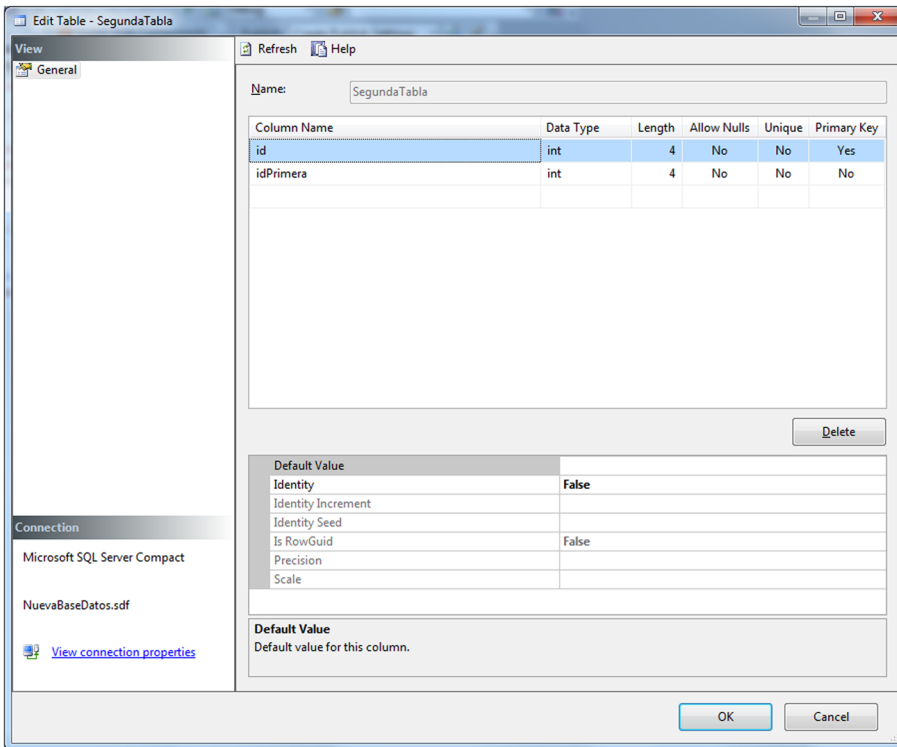 Edit Table - SegundaTabla
View
General
Refresh Help
Name: SegundaTabla
Column Name Data Type Length Allow Nulls Unique Primary Key
id int 4 No No Yes
idPrimera int 4 No No No
Delete
Default Value
Identity False
Identity Increment
Identity Seed
Is RowGuid False
Precision
Scale
Default Value
Default value for this column.
Connection
Microsoft SQL Server Compact
NuevaBaseDatos.sdf
View connection properties
OK Cancel